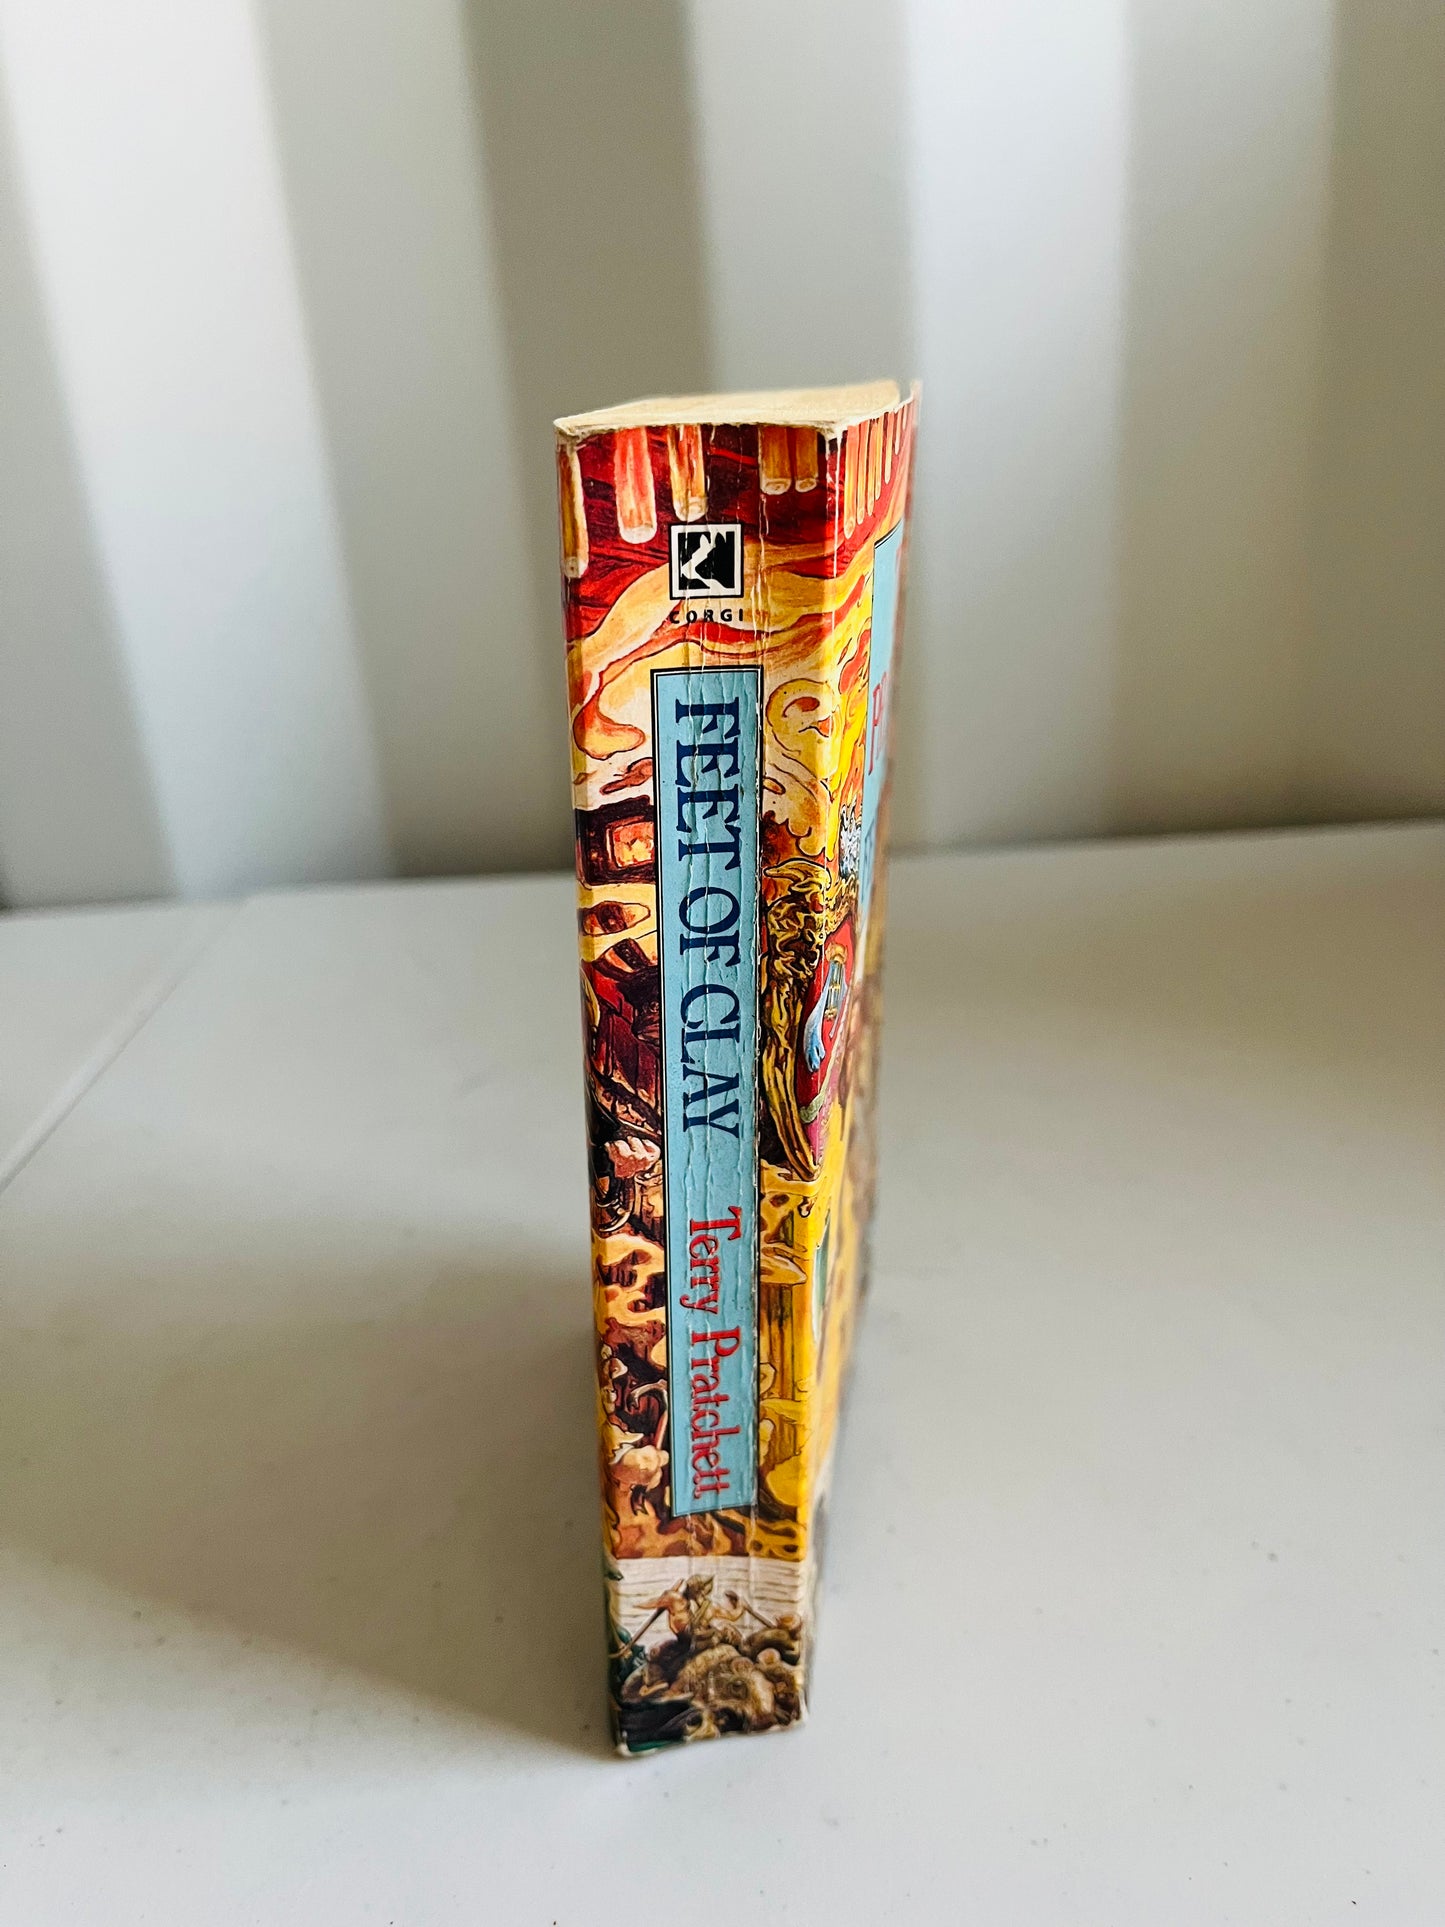 CORGI
FEET OF CLAY
Terry Pratchett